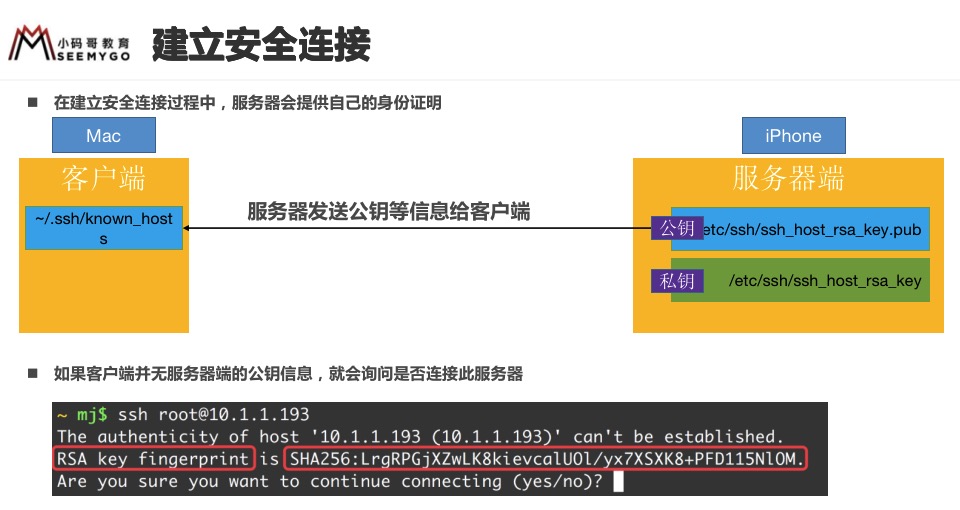 小码哥教育
SEEMYGO
建立安全连接
在建立安全连接过程中，服务器会提供自己的身份证明
Mac
iPhone
客户端
服务器端
~/.ssh/known_host
s
服务器发送公钥等信息给客户端
公钥
etc/ssh/ssh_host_rsa_key.pub
私钥
/etc/ssh/ssh_host_rsa_key
如果客户端并无服务器端的公钥信息，就会询问是否连接此服务器
~ mj$ ssh root@10.1.1.193
The authenticity of host '10.1.1.193 (10.1.1.193)' can't be established.
RSA key fingerprint is SHA256:LrgRPGjXZwLK8kievcalUOl/yx7XSXK8+PFD115NlOM.
Are you sure you want to continue connecting (yes/no)?